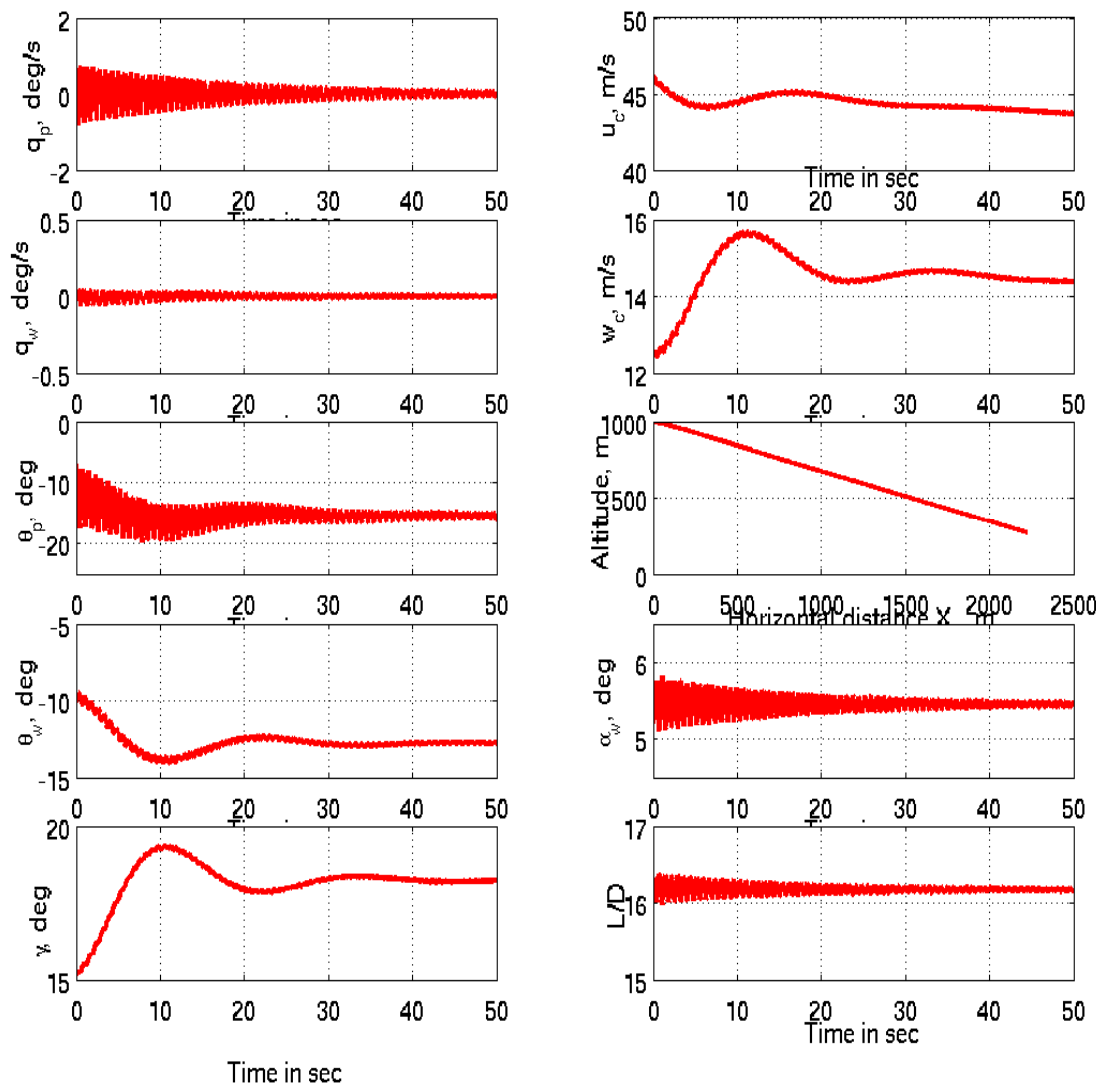 2
0
-2
q_p, deg/s
0 10 20 30 40 50
Time in sec
0.5
0
-0.5
q_w, deg/s
0 10 20 30 40 50
0
-10
-20
θ_p, deg
0 10 20 30 40 50
-5
-10
-15
θ_w, deg
0 10 20 30 40 50
20
15
γ, deg
0 10 20 30 40 50
Time in sec
50
45
40
u_c, m/s
Time in sec
0 10 20 30 40 50
16
14
12
w_c, m/s
0 10 20 30 40 50
1000
500
0
Altitude, m
0 500 1000 1500 2000 2500
Horizontal distance X m
6
5
α_w, deg
0 10 20 30 40 50
17
16
15
L/D
0 10 20 30 40 50
Time in sec